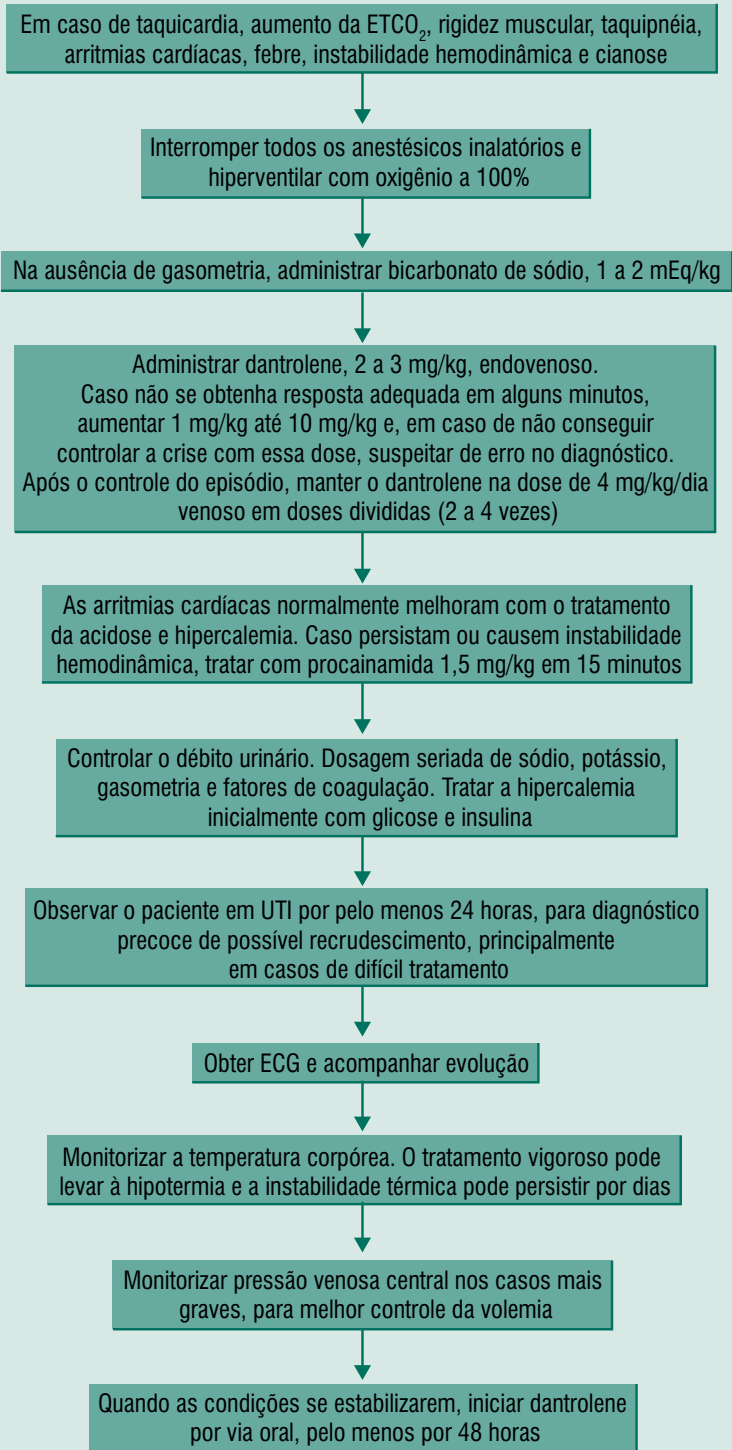 Em caso de taquicardia, aumento da ETCO₂, rigidez muscular, taquipnéia,
arritmias cardíacas, febre, instabilidade hemodinâmica e cianose
Interromper todos os anestésicos inalatórios e
hiperventilar com oxigênio a 100%
Na ausência de gasometria, administrar bicarbonato de sódio, 1 a 2 mEq/kg
Administrar dantrolene, 2 a 3 mg/kg, endovenoso.
Caso não se obtenha resposta adequada em alguns minutos,
aumentar 1 mg/kg até 10 mg/kg e, em caso de não conseguir
controlar a crise com essa dose, suspeitar de erro no diagnóstico.
Após o controle do episódio, manter o dantrolene na dose de 4 mg/kg/dia
venoso em doses divididas (2 a 4 vezes)
As arritmias cardíacas normalmente melhoram com o tratamento
da acidose e hipercalemia. Caso persistam ou causem instabilidade
hemodinâmica, tratar com procainamida 1,5 mg/kg em 15 minutos
Controlar o débito urinário. Dosagem seriada de sódio, potássio,
gasometria e fatores de coagulação. Tratar a hipercalemia
inicialmente com glicose e insulina
Observar o paciente em UTI por pelo menos 24 horas, para diagnóstico
precoce de possível recrudescimento, principalmente
em casos de difícil tratamento
Obter ECG e acompanhar evolução
Monitorizar a temperatura corpórea. O tratamento vigoroso pode
levar à hipotermia e a instabilidade térmica pode persistir por dias
Monitorizar pressão venosa central nos casos mais
graves, para melhor controle da volemia
Quando as condições se estabilizarem, iniciar dantrolene
por via oral, pelo menos por 48 horas